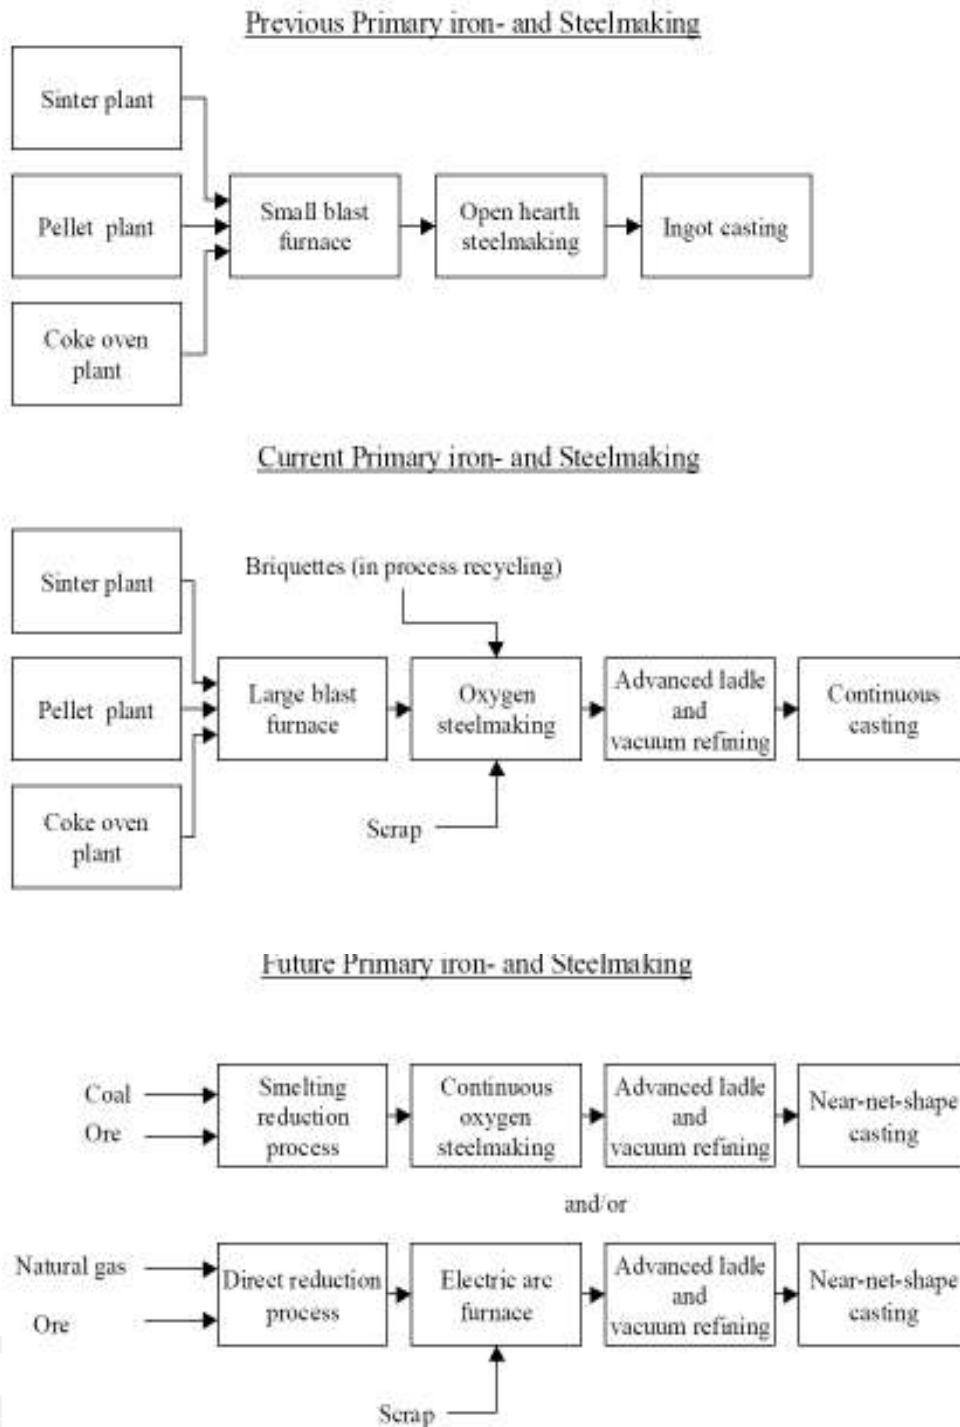 Previous Primary iron- and Steelmaking
Sinter plant
Pellet plant
Coke oven
plant
Small blast
furnace
Open hearth
steelmaking
Ingot casting
Current Primary iron- and Steelmaking
Sinter plant
Pellet plant
Coke oven
plant
Briquettes (in process recycling)
Large blast
furnace
Oxygen
steelmaking
Scrap
Advanced ladle
and
vacuum refining
Continuous
casting
Future Primary iron- and Steelmaking
Coal
Ore
Smelting
reduction
process
Continuous
oxygen
steelmaking
Advanced ladle
and
vacuum refining
Near-net-shape
casting
and/or
Natural gas
Ore
Direct reduction
process
Electric arc
furnace
Scrap
Advanced ladle
and
vacuum refining
Near-net-shape
casting